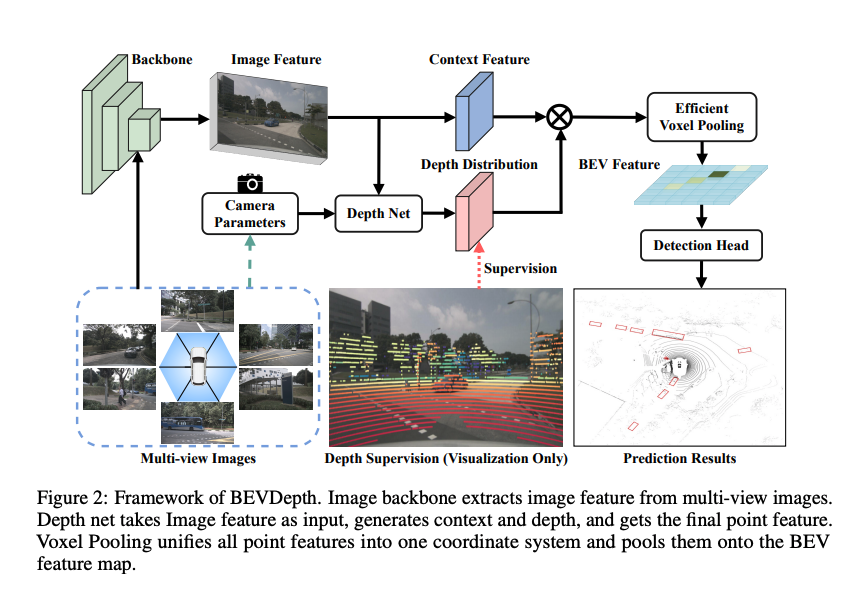 Backbone
Image Feature
Context Feature
Efficient
Voxel Pooling
Depth Distribution
BEV Feature
Camera
Parameters
Depth Net
Detection Head
Supervision
Multi-view Images
Depth Supervision (Visualization Only)
Prediction Results
Figure 2: Framework of BEVDepth. Image backbone extracts image feature from multi-view images.
Depth net takes Image feature as input, generates context and depth, and gets the final point feature.
Voxel Pooling unifies all point features into one coordinate system and pools them onto the BEV
feature map.